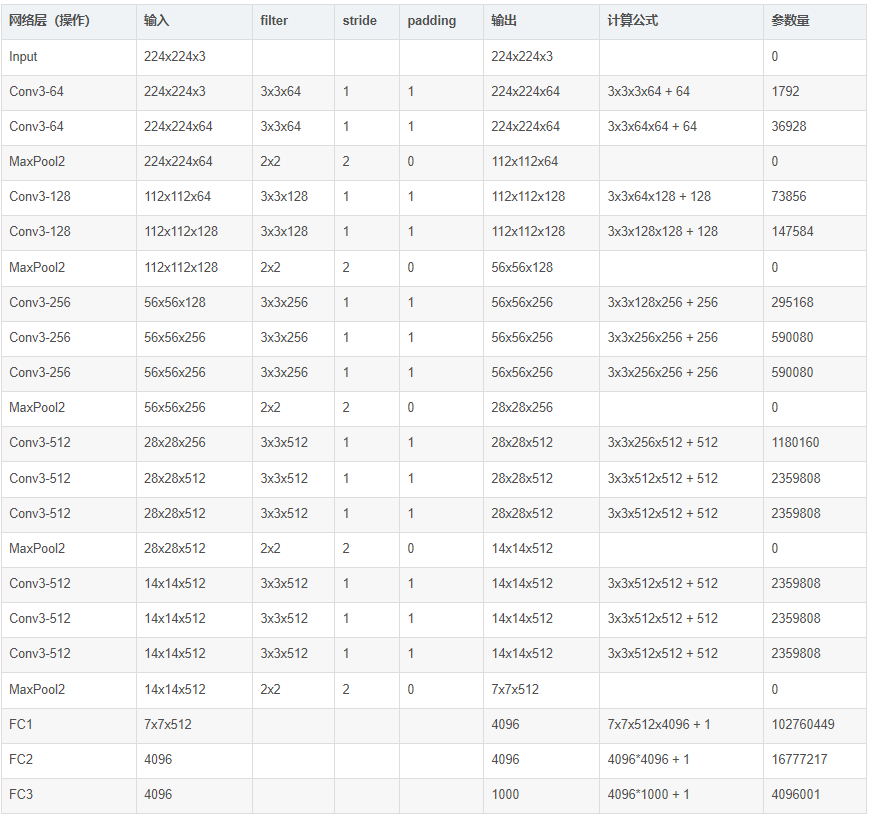 网络层（操作） 输入 filter stride padding 输出 计算公式 参数量
Input 224x224x3 224x224x3 0
Conv3-64 224x224x3 3x3x64 1 1 224x224x64 3x3x3x64 + 64 1792
Conv3-64 224x224x64 3x3x64 1 1 224x224x64 3x3x64x64 + 64 36928
MaxPool2 224x224x64 2x2 2 0 112x112x64 0
Conv3-128 112x112x64 3x3x128 1 1 112x112x128 3x3x64x128 + 128 73856
Conv3-128 112x112x128 3x3x128 1 1 112x112x128 3x3x128x128 + 128 147584
MaxPool2 112x112x128 2x2 2 0 56x56x128 0
Conv3-256 56x56x128 3x3x256 1 1 56x56x256 3x3x128x256 + 256 295168
Conv3-256 56x56x256 3x3x256 1 1 56x56x256 3x3x256x256 + 256 590080
Conv3-256 56x56x256 3x3x256 1 1 56x56x256 3x3x256x256 + 256 590080
MaxPool2 56x56x256 2x2 2 0 28x28x256 0
Conv3-512 28x28x256 3x3x512 1 1 28x28x512 3x3x256x512 + 512 1180160
Conv3-512 28x28x512 3x3x512 1 1 28x28x512 3x3x512x512 + 512 2359808
Conv3-512 28x28x512 3x3x512 1 1 28x28x512 3x3x512x512 + 512 2359808
MaxPool2 28x28x512 2x2 2 0 14x14x512 0
Conv3-512 14x14x512 3x3x512 1 1 14x14x512 3x3x512x512 + 512 2359808
Conv3-512 14x14x512 3x3x512 1 1 14x14x512 3x3x512x512 + 512 2359808
Conv3-512 14x14x512 3x3x512 1 1 14x14x512 3x3x512x512 + 512 2359808
MaxPool2 14x14x512 2x2 2 0 7x7x512 0
FC1 7x7x512 4096 7x7x512x4096 + 1 102760449
FC2 4096 4096 4096*4096 + 1 16777217
FC3 4096 1000 4096*1000 + 1 4096001